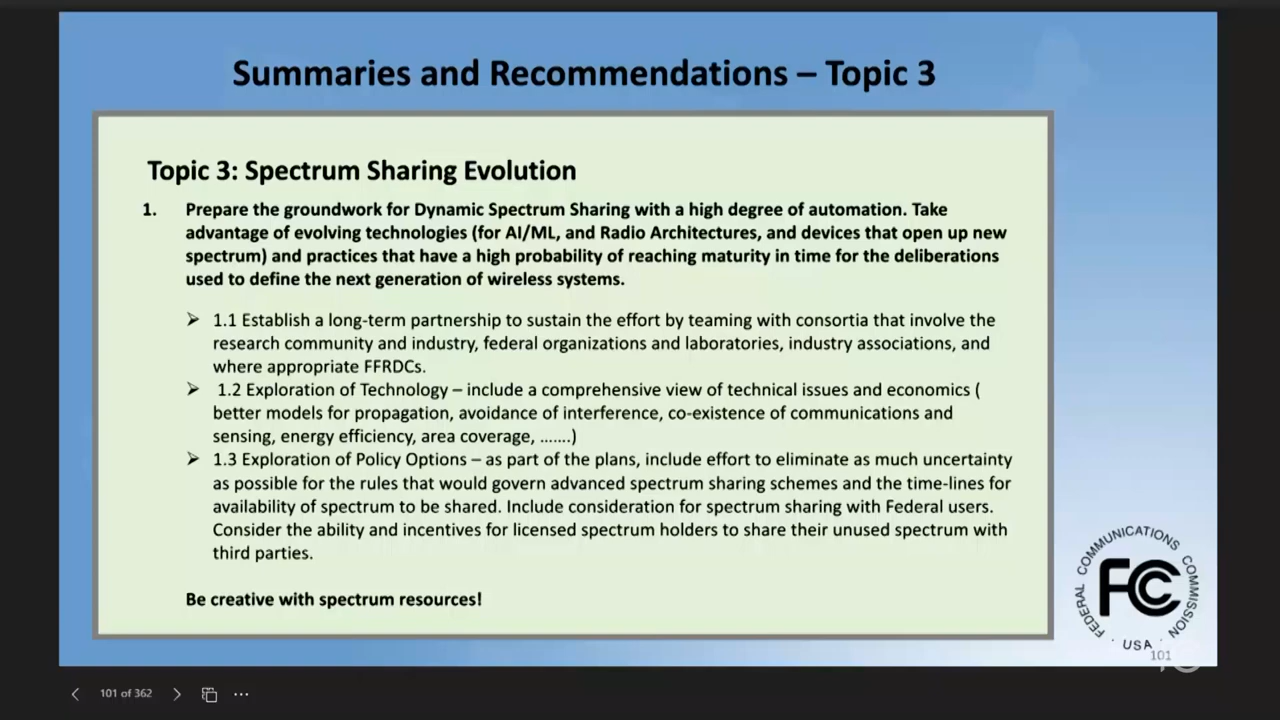 Summaries and Recommendations – Topic 3
Topic 3: Spectrum Sharing Evolution
1. Prepare the groundwork for Dynamic Spectrum Sharing with a high degree of automation. Take
advantage of evolving technologies (for AI/ML, and Radio Architectures, and devices that open up new
spectrum) and practices that have a high probability of reaching maturity in time for the deliberations
used to define the next generation of wireless systems.
➢ 1.1 Establish a long-term partnership to sustain the effort by teaming with consortia that involve the
research community and industry, federal organizations and laboratories, industry associations, and
where appropriate FFRDCs.
➢ 1.2 Exploration of Technology – include a comprehensive view of technical issues and economics (
better models for propagation, avoidance of interference, co-existence of communications and
sensing, energy efficiency, area coverage, …….)
➢ 1.3 Exploration of Policy Options – as part of the plans, include effort to eliminate as much uncertainty
as possible for the rules that would govern advanced spectrum sharing schemes and the time-lines for
availability of spectrum to be shared. Include consideration for spectrum sharing with Federal users.
Consider the ability and incentives for licensed spectrum holders to share their unused spectrum with
third parties.
Be creative with spectrum resources!
FEDERAL COMMUNICATIONS COMMISSION
FCC
· USA ·
101
101 of 362